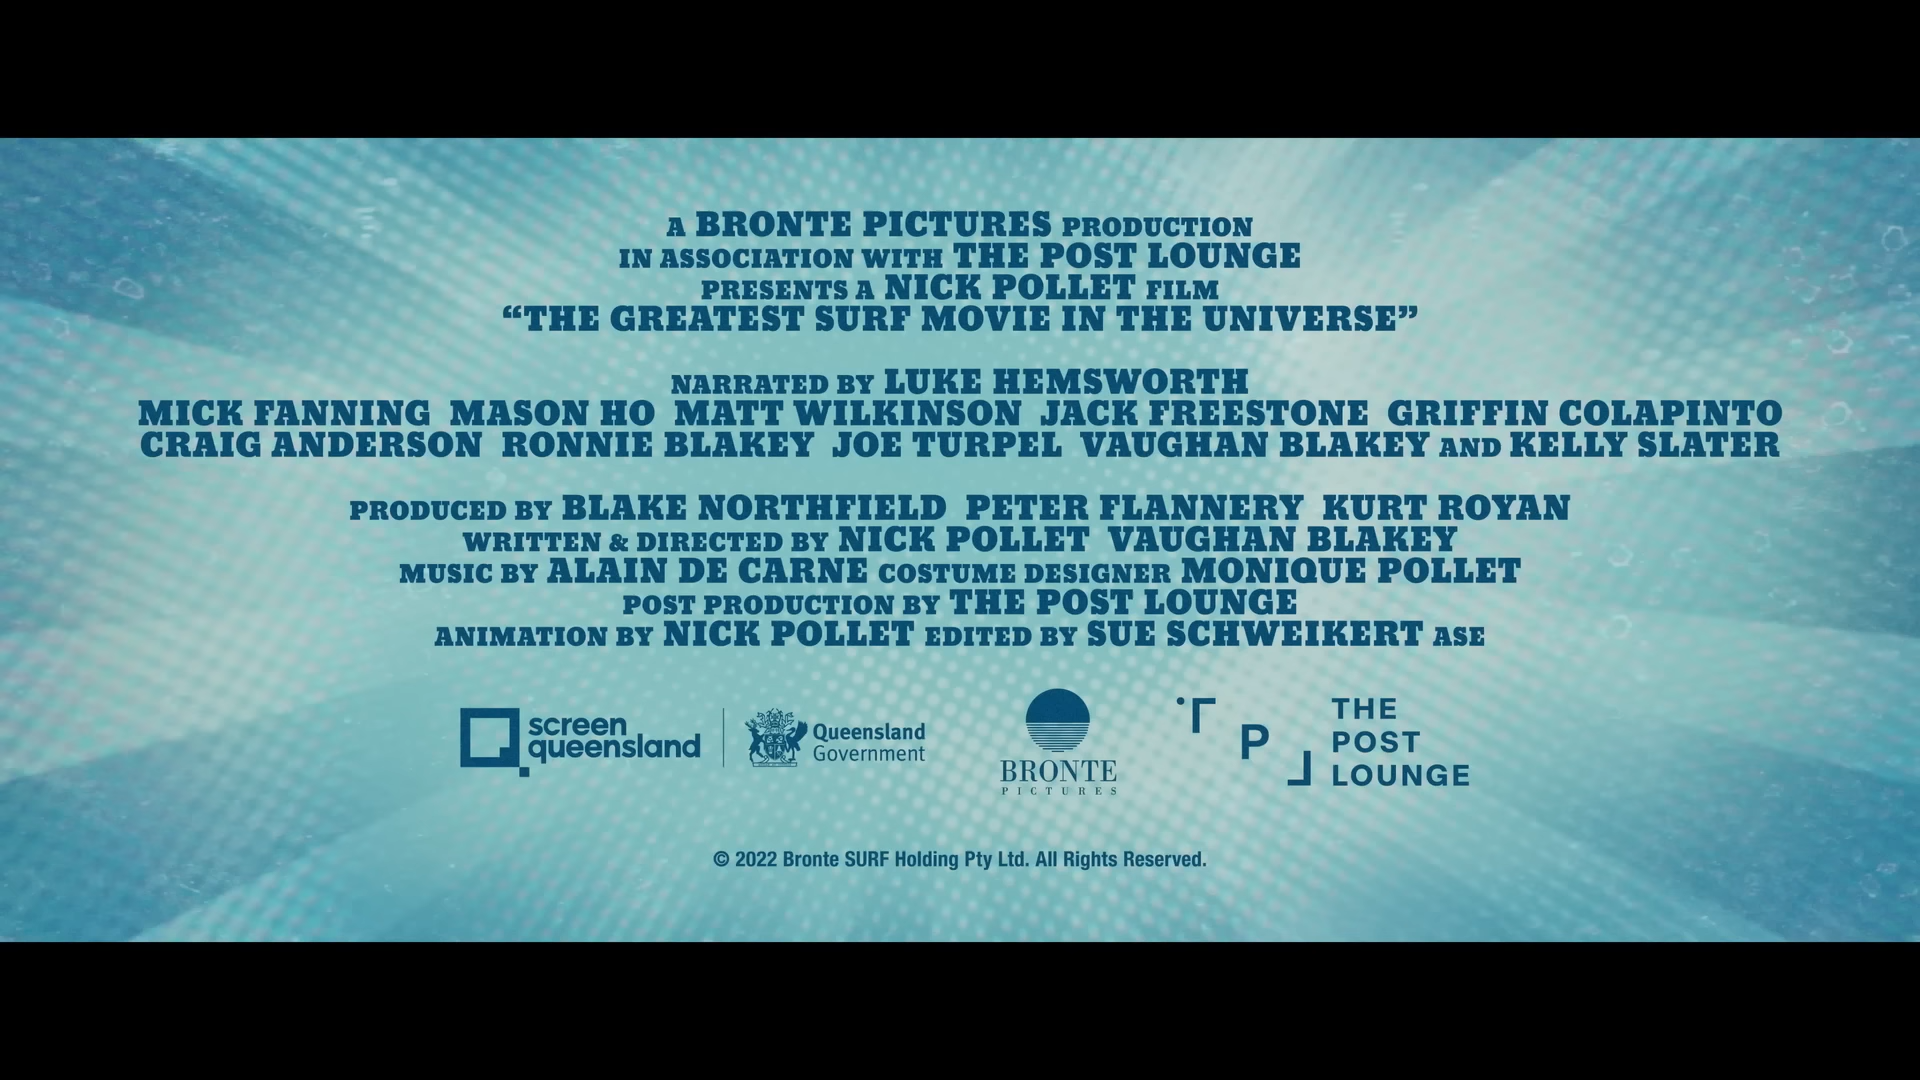 A BRONTE PICTURES PRODUCTION
IN ASSOCIATION WITH THE POST LOUNGE
PRESENTS A NICK POLLET FILM
“THE GREATEST SURF MOVIE IN THE UNIVERSE”
NARRATED BY LUKE HEMSWORTH
MICK FANNING MASON HO MATT WILKINSON JACK FREESTONE GRIFFIN COLAPINTO
CRAIG ANDERSON RONNIE BLAKEY JOE TURPEL VAUGHAN BLAKEY AND KELLY SLATER
PRODUCED BY BLAKE NORTHFIELD PETER FLANNERY KURT ROYAN
WRITTEN & DIRECTED BY NICK POLLET VAUGHAN BLAKEY
MUSIC BY ALAIN DE CARNE COSTUME DESIGNER MONIQUE POLLET
POST PRODUCTION BY THE POST LOUNGE
ANIMATION BY NICK POLLET EDITED BY SUE SCHWEIKERT ASE
screen
queensland
Queensland
Government
BRONTE
PICTURES
P
THE
POST
LOUNGE
© 2022 Bronte SURF Holding Pty Ltd. All Rights Reserved.